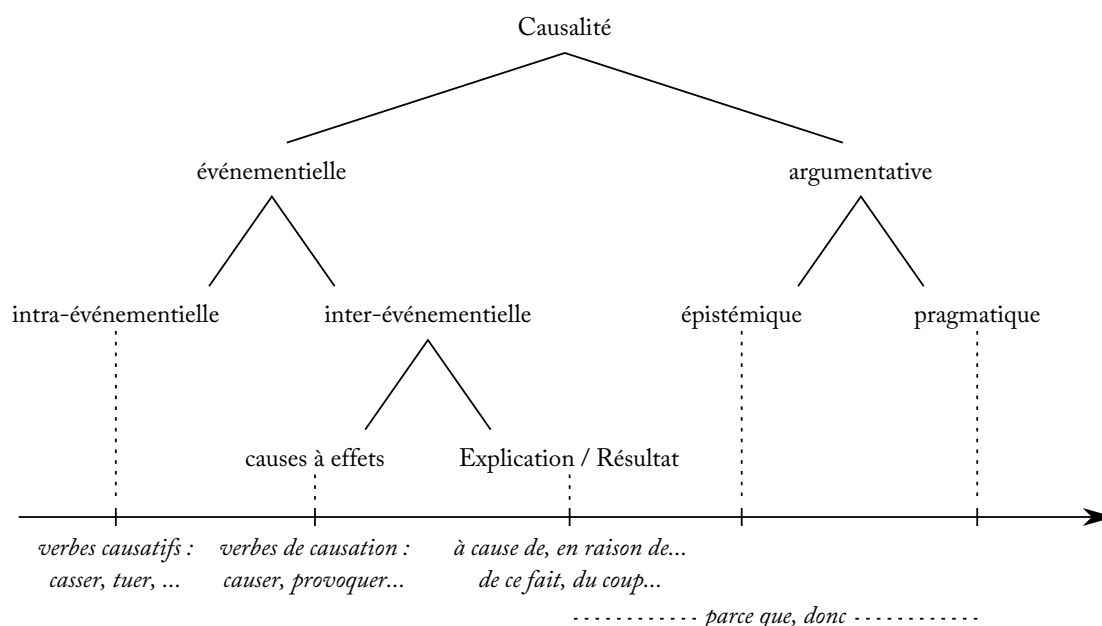 Causalité
événementielle argumentative
intra-événementielle inter-événementielle épistémique pragmatique
causes à effets Explication / Résultat
verbes causatifs : verbes de causation : à cause de, en raison de...
casser, tuer, ... causer, provoquer... de ce fait, du coup...
parce que, donc